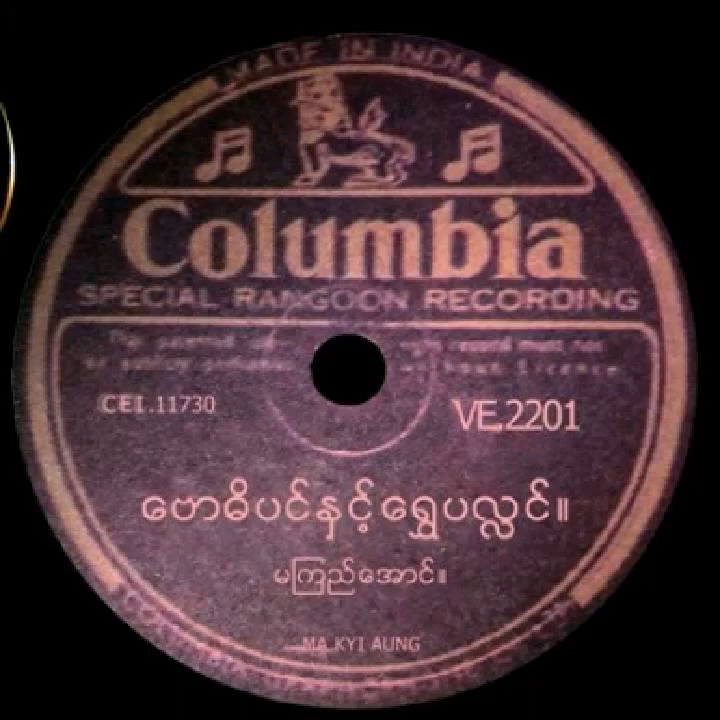 MADE IN INDIA
Columbia
SPECIAL RANGOON RECORDING
CEI.11730
VE.2201
ဗောဓိပင်နှင့်ရွှေပလ္လင်။
မကြည်အောင်။
MA KYI AUNG